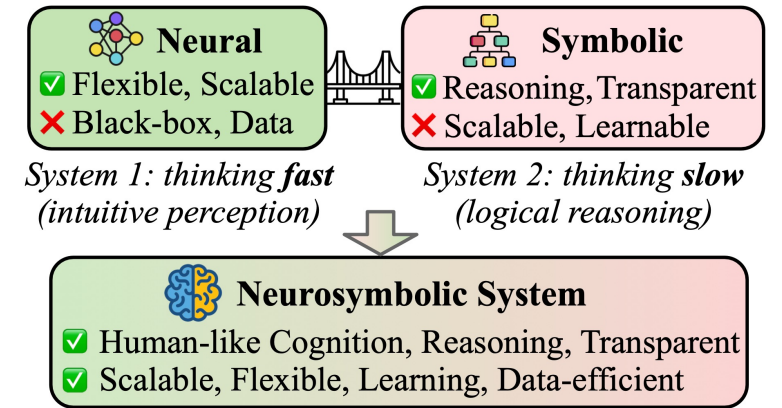 Neural
Flexible, Scalable
Black-box, Data
System 1: thinking fast
(intuitive perception)
Symbolic
Reasoning, Transparent
Scalable, Learnable
System 2: thinking slow
(logical reasoning)
Neurosymbolic System
Human-like Cognition, Reasoning, Transparent
Scalable, Flexible, Learning, Data-efficient